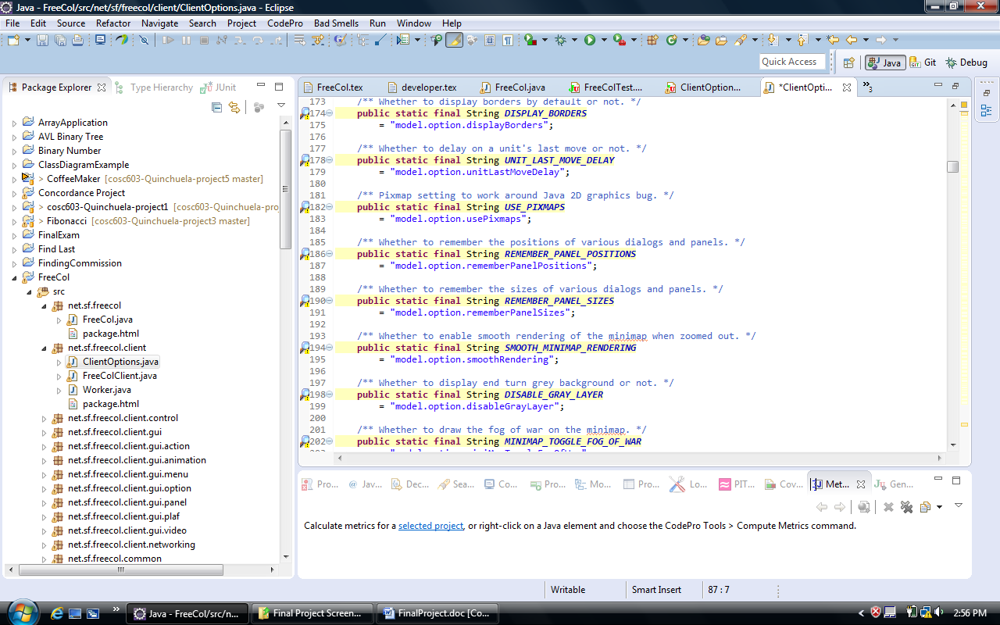 Java - FreeCol/src/net/sf/freecol/client/ClientOptions.java - Eclipse
File Edit Source Refactor Navigate Search Project CodePro Bad Smells Run Window Help
Quick Access Java Git Debug
Package Explorer Type Hierarchy JUnit
ArrayApplication
AVL Binary Tree
Binary Number
ClassDiagramExample
> CoffeeMaker [cosc603-Quinchuela-project5 master]
Concordance Project
> cosc603-Quinchuela-project1 [cosc603-Quinchuela-pro
> Fibonacci [cosc603-Quinchuela-project3 master]
FinalExam
Find Last
FindingCommission
FreeCol
src
net.sf.freecol
FreeCol.java
package.html
net.sf.freecol.client
ClientOptions.java
FreeColClient.java
Worker.java
package.html
net.sf.freecol.client.control
net.sf.freecol.client.gui
net.sf.freecol.client.gui.action
net.sf.freecol.client.gui.animation
net.sf.freecol.client.gui.menu
net.sf.freecol.client.gui.option
net.sf.freecol.client.gui.panel
net.sf.freecol.client.gui.plaf
net.sf.freecol.client.gui.video
net.sf.freecol.client.networking
net.sf.freecol.common
FreeCol.tex developer.tex FreeCol.java FreeColTest.... ClientOption... *ClientOpti... »3
173 /** Whether to display borders by default or not. */
174 public static final String DISPLAY_BORDERS
175 = "model.option.displayBorders";
176
177 /** Whether to delay on a unit's last move or not. */
178 public static final String UNIT_LAST_MOVE_DELAY
179 = "model.option.unitLastMoveDelay";
180
181 /** Pixmap setting to work around Java 2D graphics bug. */
182 public static final String USE_PIXMAPS
183 = "model.option.usePixmaps";
184
185 /** Whether to remember the positions of various dialogs and panels. */
186 public static final String REMEMBER_PANEL_POSITIONS
187 = "model.option.rememberPanelPositions";
188
189 /** Whether to remember the sizes of various dialogs and panels. */
190 public static final String REMEMBER_PANEL_SIZES
191 = "model.option.rememberPanelSizes";
192
193 /** Whether to enable smooth rendering of the minimap when zoomed out. */
194 public static final String SMOOTH_MINIMAP_RENDERING
195 = "model.option.smoothRendering";
196
197 /** Whether to display end turn grey background or not. */
198 public static final String DISABLE_GRAY_LAYER
199 = "model.option.disableGrayLayer";
200
201 /** Whether to draw the fog of war on the minimap. */
202 public static final String MINIMAP_TOGGLE_FOG_OF_WAR
Pro... @ Jav... Dec... Sea... Co... Pro... Mo... Pro... Lo... PIT... Cov... Met... Gen...
Calculate metrics for a selected project, or right-click on a Java element and choose the CodePro Tools > Compute Metrics command.
Writable Smart Insert 87 : 7
» Java - FreeCol/src/n... Final Project Screen... FinalProject.doc [Co... < 2:56 PM